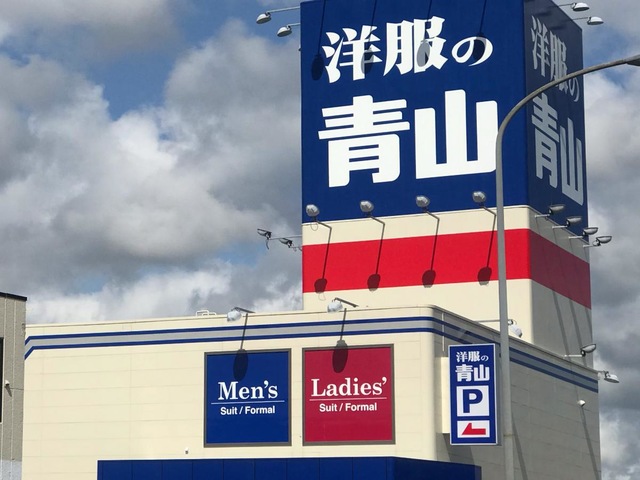 洋服の
青山
洋服の
青山
Men's
Suit / Formal
Ladies'
Suit / Formal
洋服の
青山
P